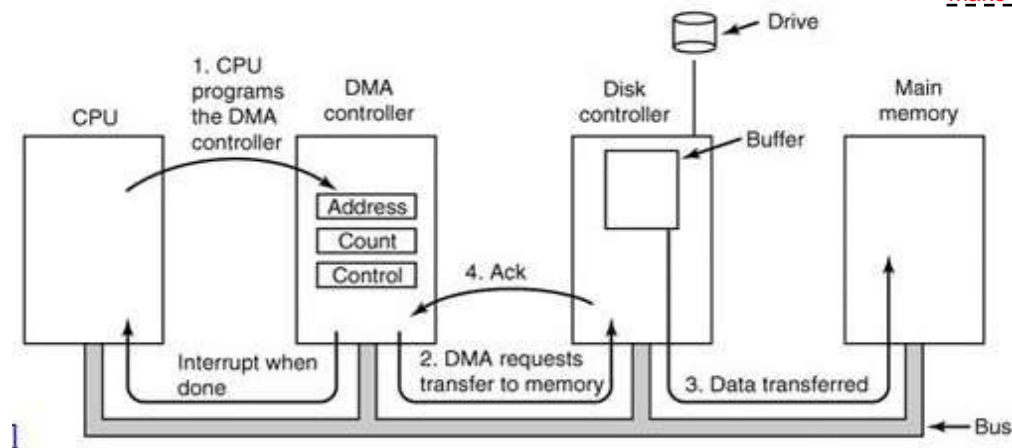 Drive
1. CPU
programs
the DMA
controller
CPU
DMA
controller
Disk
controller
Main
memory
Buffer
Address
Count
Control
4. Ack
Interrupt when
done
2. DMA requests
transfer to memory
3. Data transferred
Bus